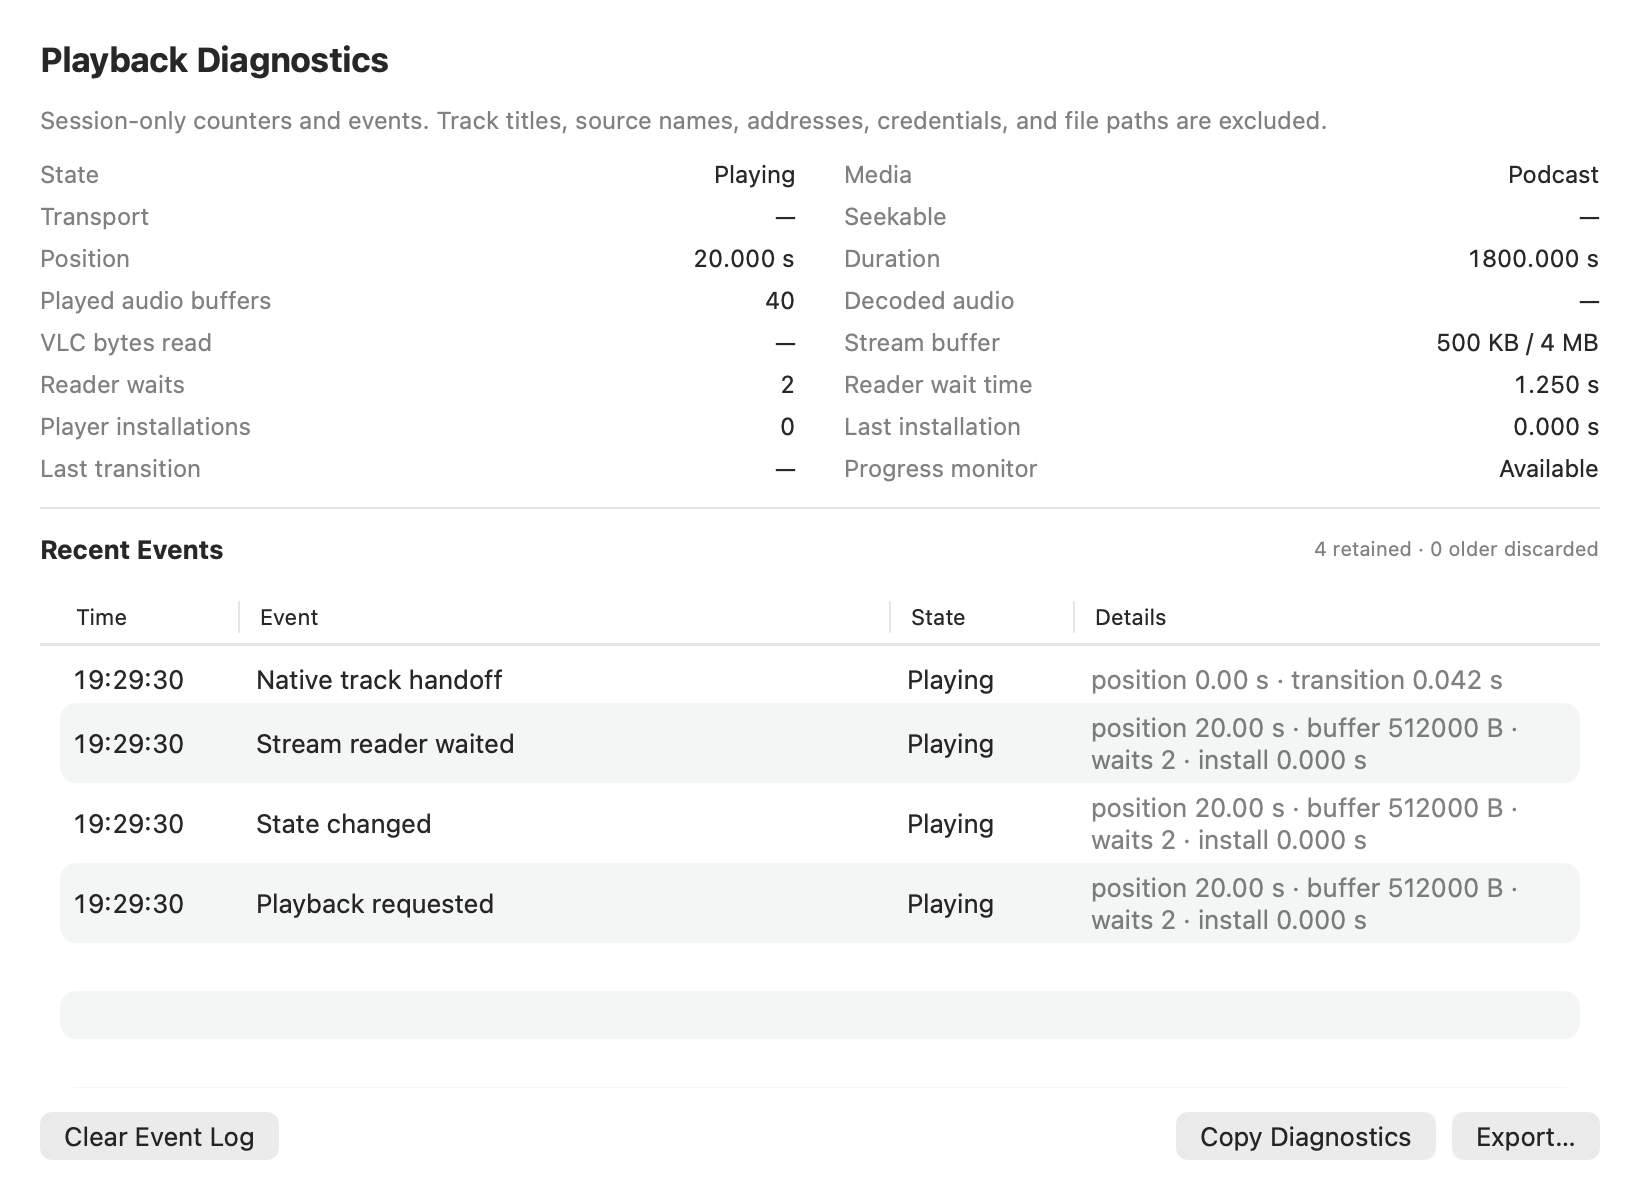 Playback Diagnostics
Session-only counters and events. Track titles, source names, addresses, credentials, and file paths are excluded.
State Playing Media Podcast
Transport — Seekable —
Position 20.000 s Duration 1800.000 s
Played audio buffers 40 Decoded audio —
VLC bytes read — Stream buffer 500 KB / 4 MB
Reader waits 2 Reader wait time 1.250 s
Player installations 0 Last installation 0.000 s
Last transition — Progress monitor Available
Recent Events 4 retained · 0 older discarded
Time Event State Details
19:29:30 Native track handoff Playing position 0.00 s · transition 0.042 s
19:29:30 Stream reader waited Playing position 20.00 s · buffer 512000 B ·
waits 2 · install 0.000 s
19:29:30 State changed Playing position 20.00 s · buffer 512000 B ·
waits 2 · install 0.000 s
19:29:30 Playback requested Playing position 20.00 s · buffer 512000 B ·
waits 2 · install 0.000 s
Clear Event Log Copy Diagnostics Export...